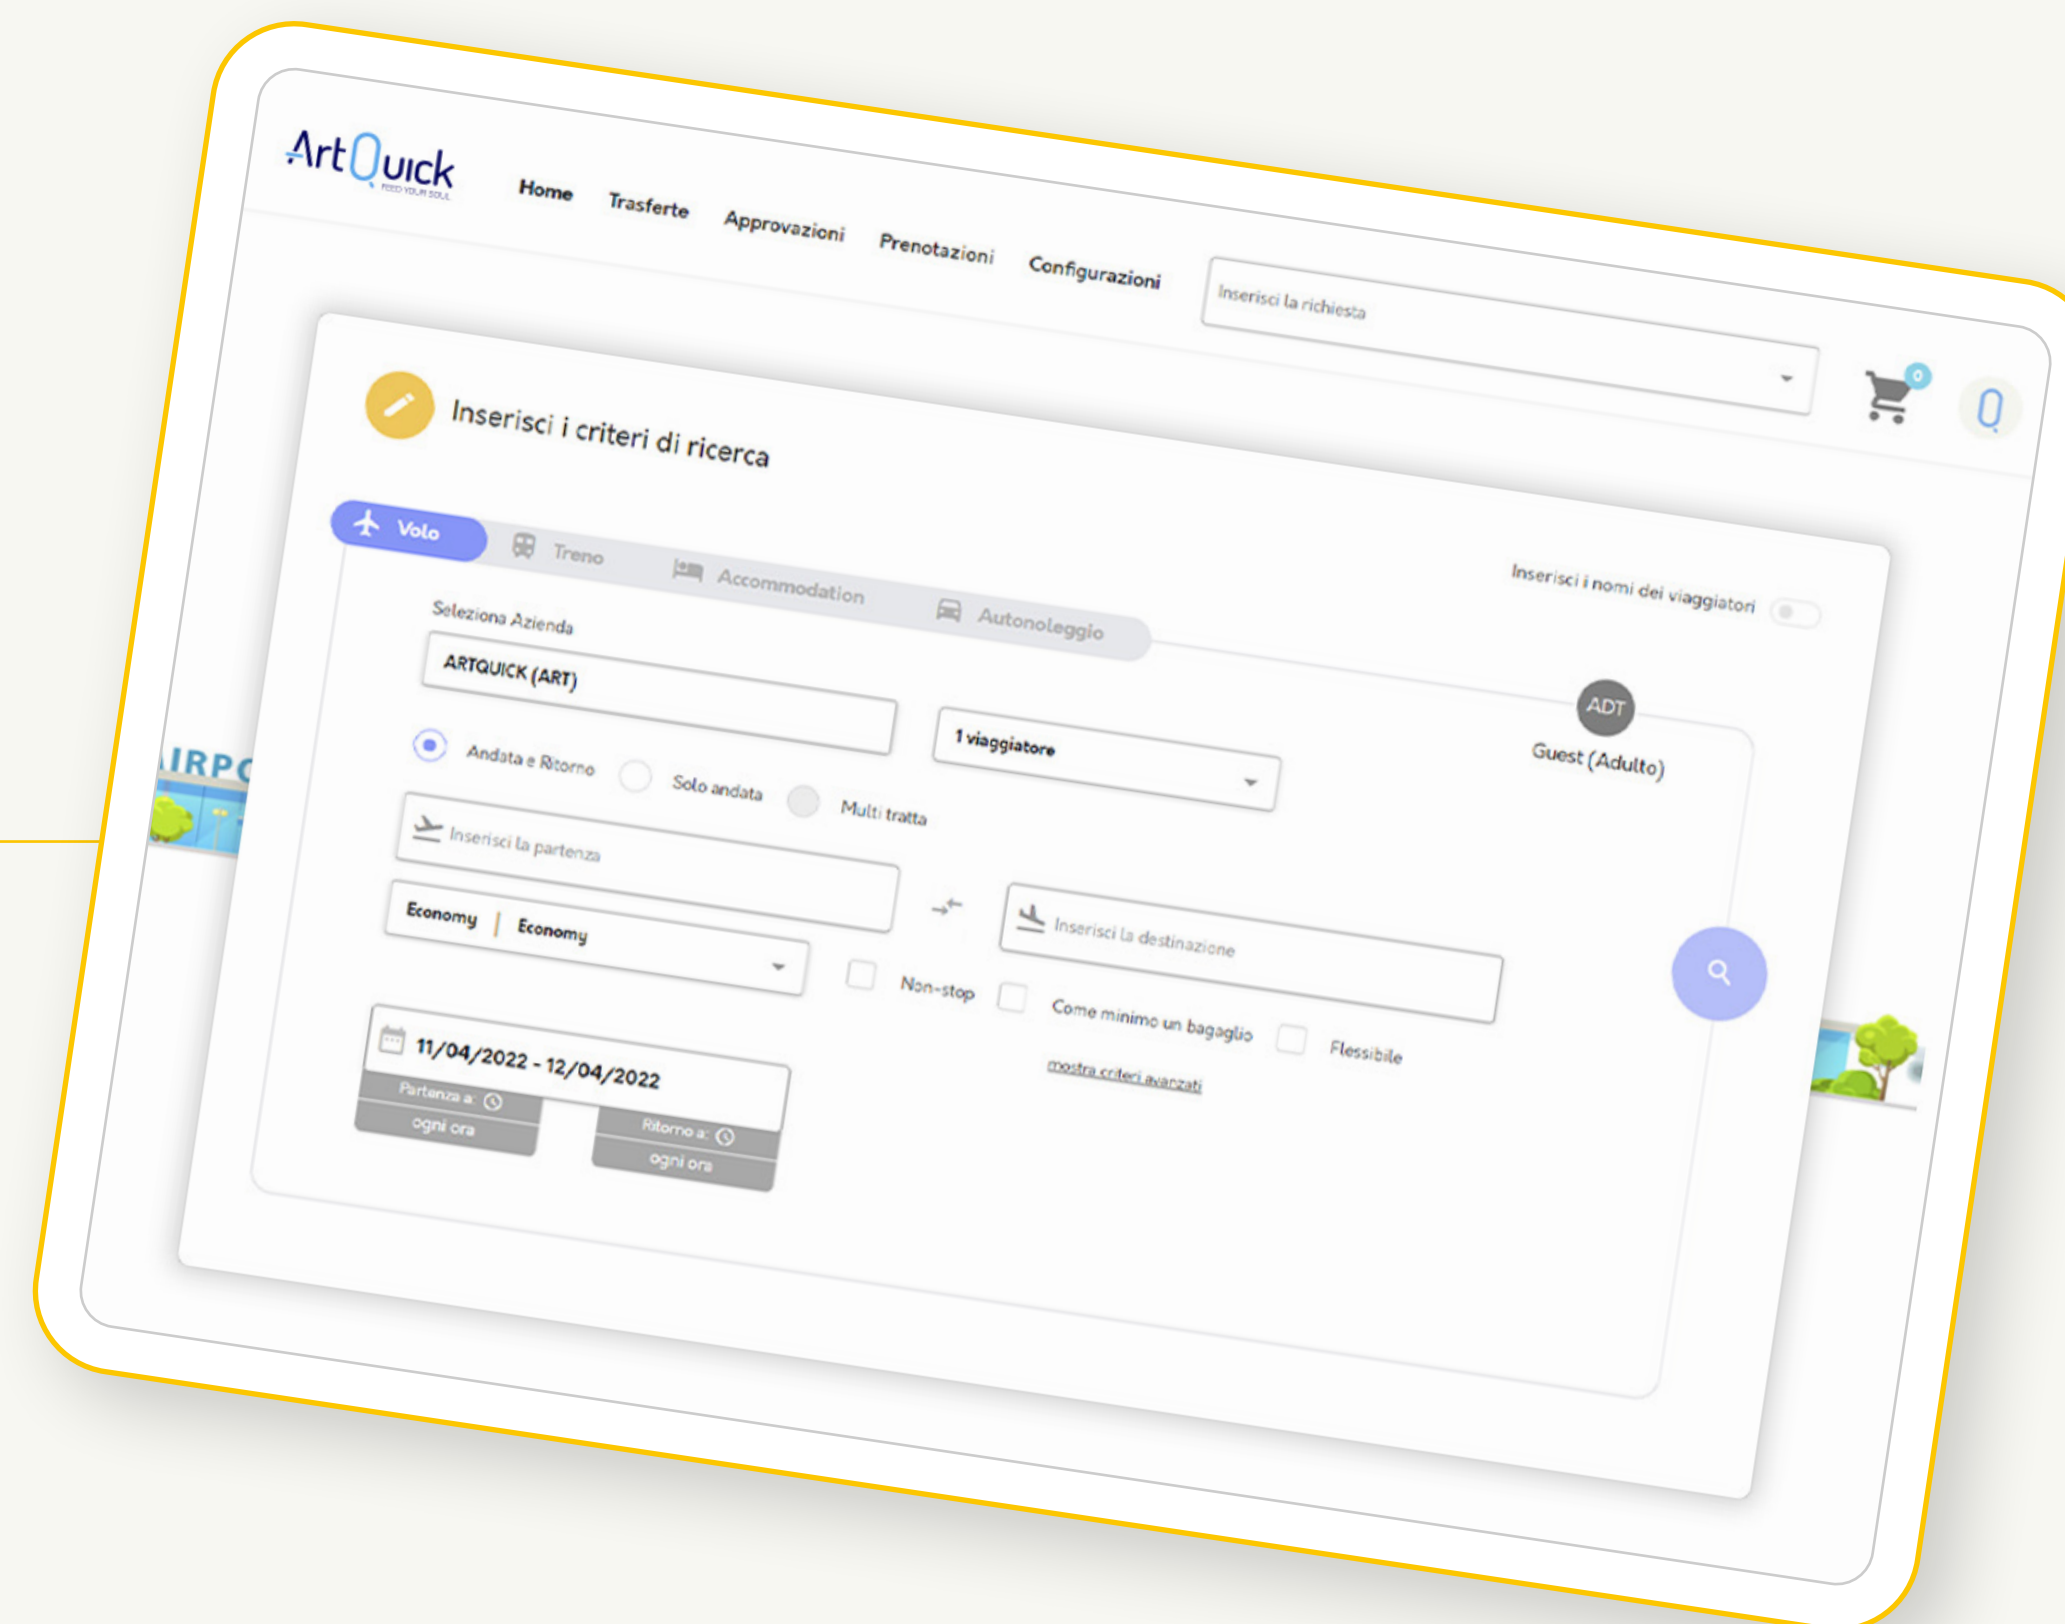 ArtQuick
FEED YOUR SOUL
Home Trasferte Approvazioni Prenotazioni Configurazioni
Inserisci la richiesta
0
Inserisci i criteri di ricerca
Volo Treno Accommodation Autonoleggio
Inserisci i nomi dei viaggiatori
Seleziona Azienda
ARTQUICK (ART)
1 viaggiatore
ADT
Guest (Adulto)
Andata e Ritorno Solo andata Multi tratta
Inserisci la partenza
Inserisci la destinazione
Economy | Economy
Non-stop Come minimo un bagaglio Flessibile
mostra criteri avanzati
11/04/2022 - 12/04/2022
Partenza a:
ogni ora
Ritorno a:
ogni ora